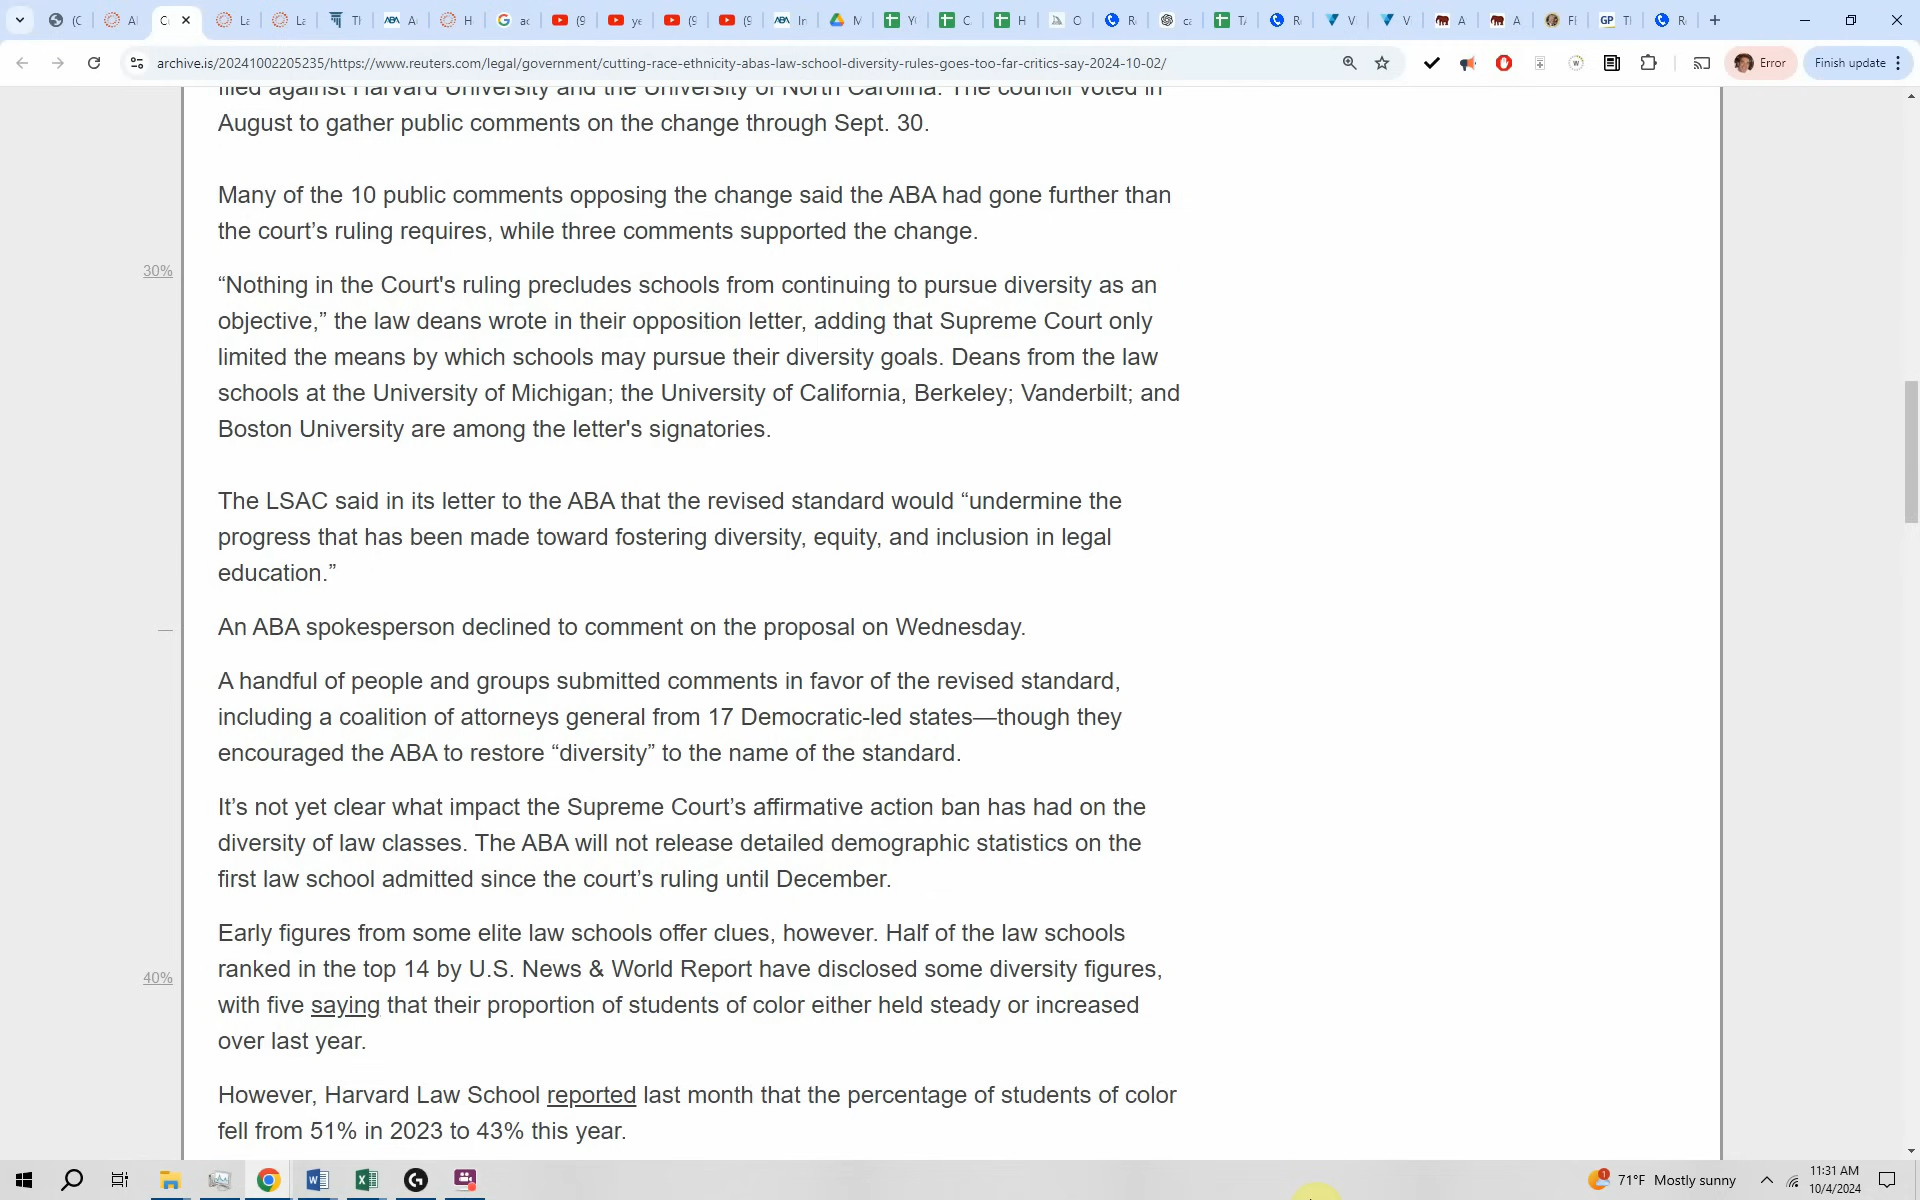 archive.is/20241002205235/https://www.reuters.com/legal/government/cutting-race-ethnicity-abas-law-school-diversity-rules-goes-too-far-critics-say-2024-10-02/
Error
Finish update
filed against Harvard University and the University of North Carolina. The council voted in
August to gather public comments on the change through Sept. 30.
Many of the 10 public comments opposing the change said the ABA had gone further than
the court’s ruling requires, while three comments supported the change.
30%
“Nothing in the Court's ruling precludes schools from continuing to pursue diversity as an
objective,” the law deans wrote in their opposition letter, adding that Supreme Court only
limited the means by which schools may pursue their diversity goals. Deans from the law
schools at the University of Michigan; the University of California, Berkeley; Vanderbilt; and
Boston University are among the letter's signatories.
The LSAC said in its letter to the ABA that the revised standard would “undermine the
progress that has been made toward fostering diversity, equity, and inclusion in legal
education.”
An ABA spokesperson declined to comment on the proposal on Wednesday.
A handful of people and groups submitted comments in favor of the revised standard,
including a coalition of attorneys general from 17 Democratic-led states—though they
encouraged the ABA to restore “diversity” to the name of the standard.
It’s not yet clear what impact the Supreme Court’s affirmative action ban has had on the
diversity of law classes. The ABA will not release detailed demographic statistics on the
first law school admitted since the court’s ruling until December.
Early figures from some elite law schools offer clues, however. Half of the law schools
ranked in the top 14 by U.S. News & World Report have disclosed some diversity figures,
40%
with five saying that their proportion of students of color either held steady or increased
over last year.
However, Harvard Law School reported last month that the percentage of students of color
fell from 51% in 2023 to 43% this year.
71°F Mostly sunny
11:31 AM
10/4/2024